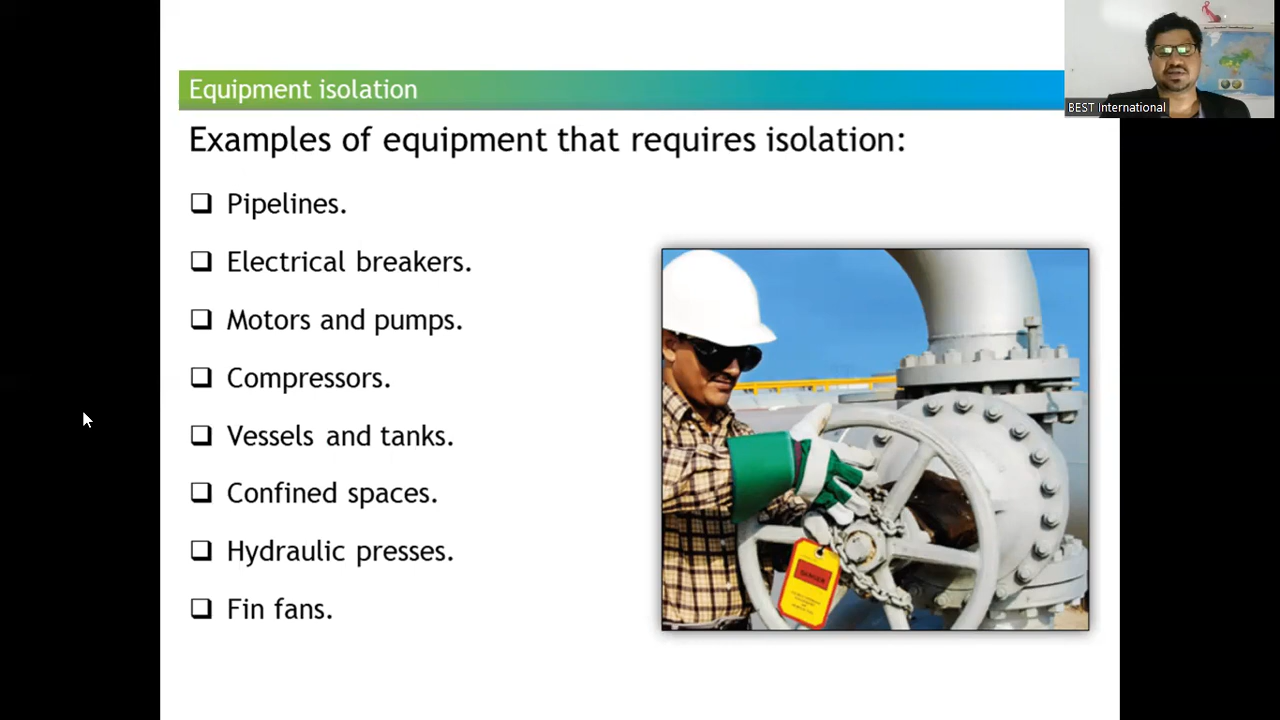 Equipment isolation
BEST International
Examples of equipment that requires isolation:
❑ Pipelines.
❑ Electrical breakers.
❑ Motors and pumps.
❑ Compressors.
❑ Vessels and tanks.
❑ Confined spaces.
❑ Hydraulic presses.
❑ Fin fans.
DANGER